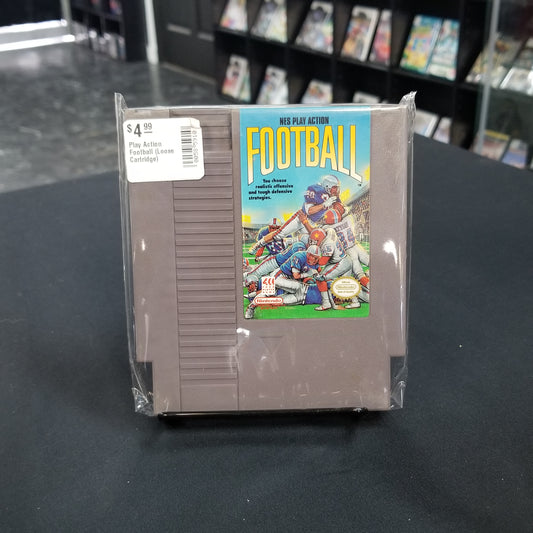 $4.99
Play Action
Football (Loose
Cartridge)
NES PLAY ACTION
FOOTBALL
You choose
realistic offensive
and tough defensive
strategies.
Nintendo